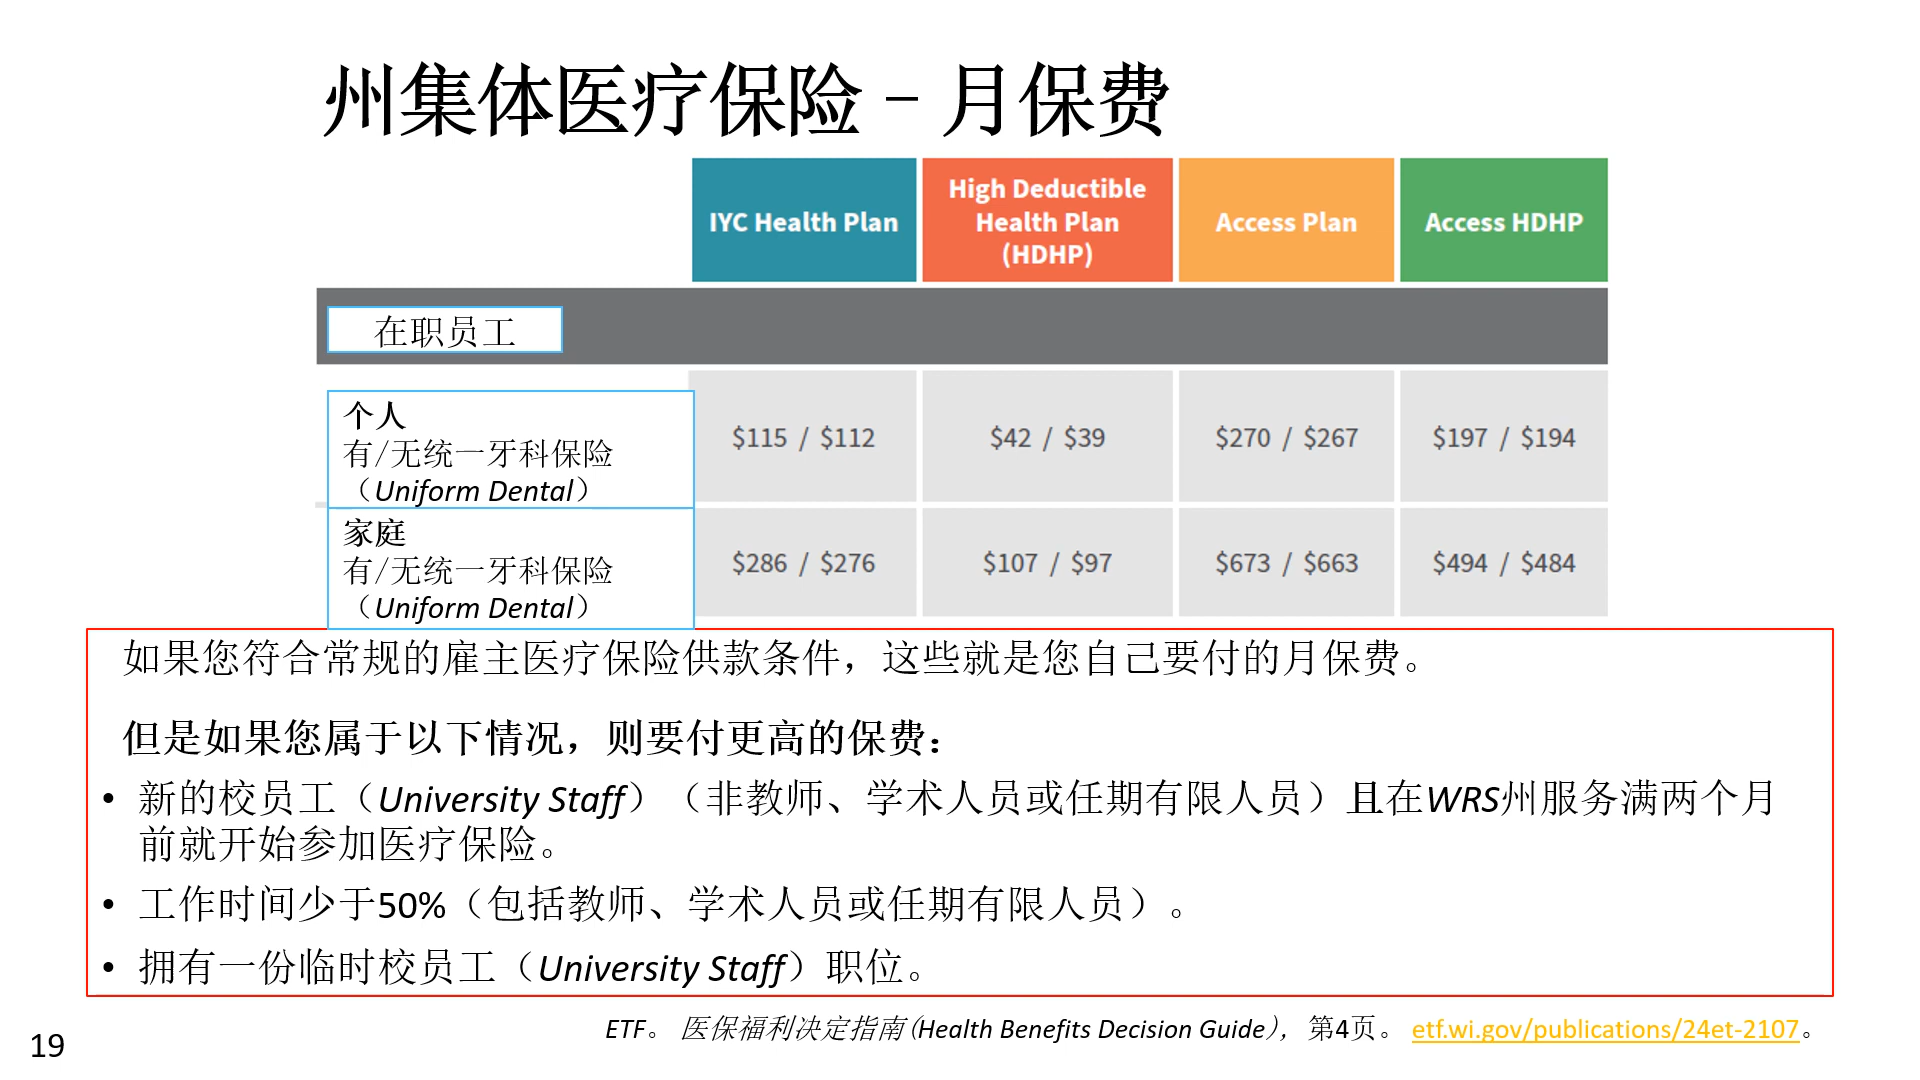 州集体医疗保险 – 月保费
IYC Health Plan
High Deductible
Health Plan
(HDHP)
Access Plan
Access HDHP
在职员工
个人
有/无统一牙科保险
（Uniform Dental）
$115 / $112
$42 / $39
$270 / $267
$197 / $194
家庭
有/无统一牙科保险
（Uniform Dental）
$286 / $276
$107 / $97
$673 / $663
$494 / $484
如果您符合常规的雇主医疗保险供款条件，这些就是您自己要付的月保费。
但是如果您属于以下情况，则要付更高的保费：
• 新的校员工（University Staff）（非教师、学术人员或任期有限人员）且在WRS州服务满两个月
前就开始参加医疗保险。
• 工作时间少于50%（包括教师、学术人员或任期有限人员）。
• 拥有一份临时校员工（University Staff）职位。
ETF。 医保福利决定指南(Health Benefits Decision Guide)，第4页。 etf.wi.gov/publications/24et-2107。
19